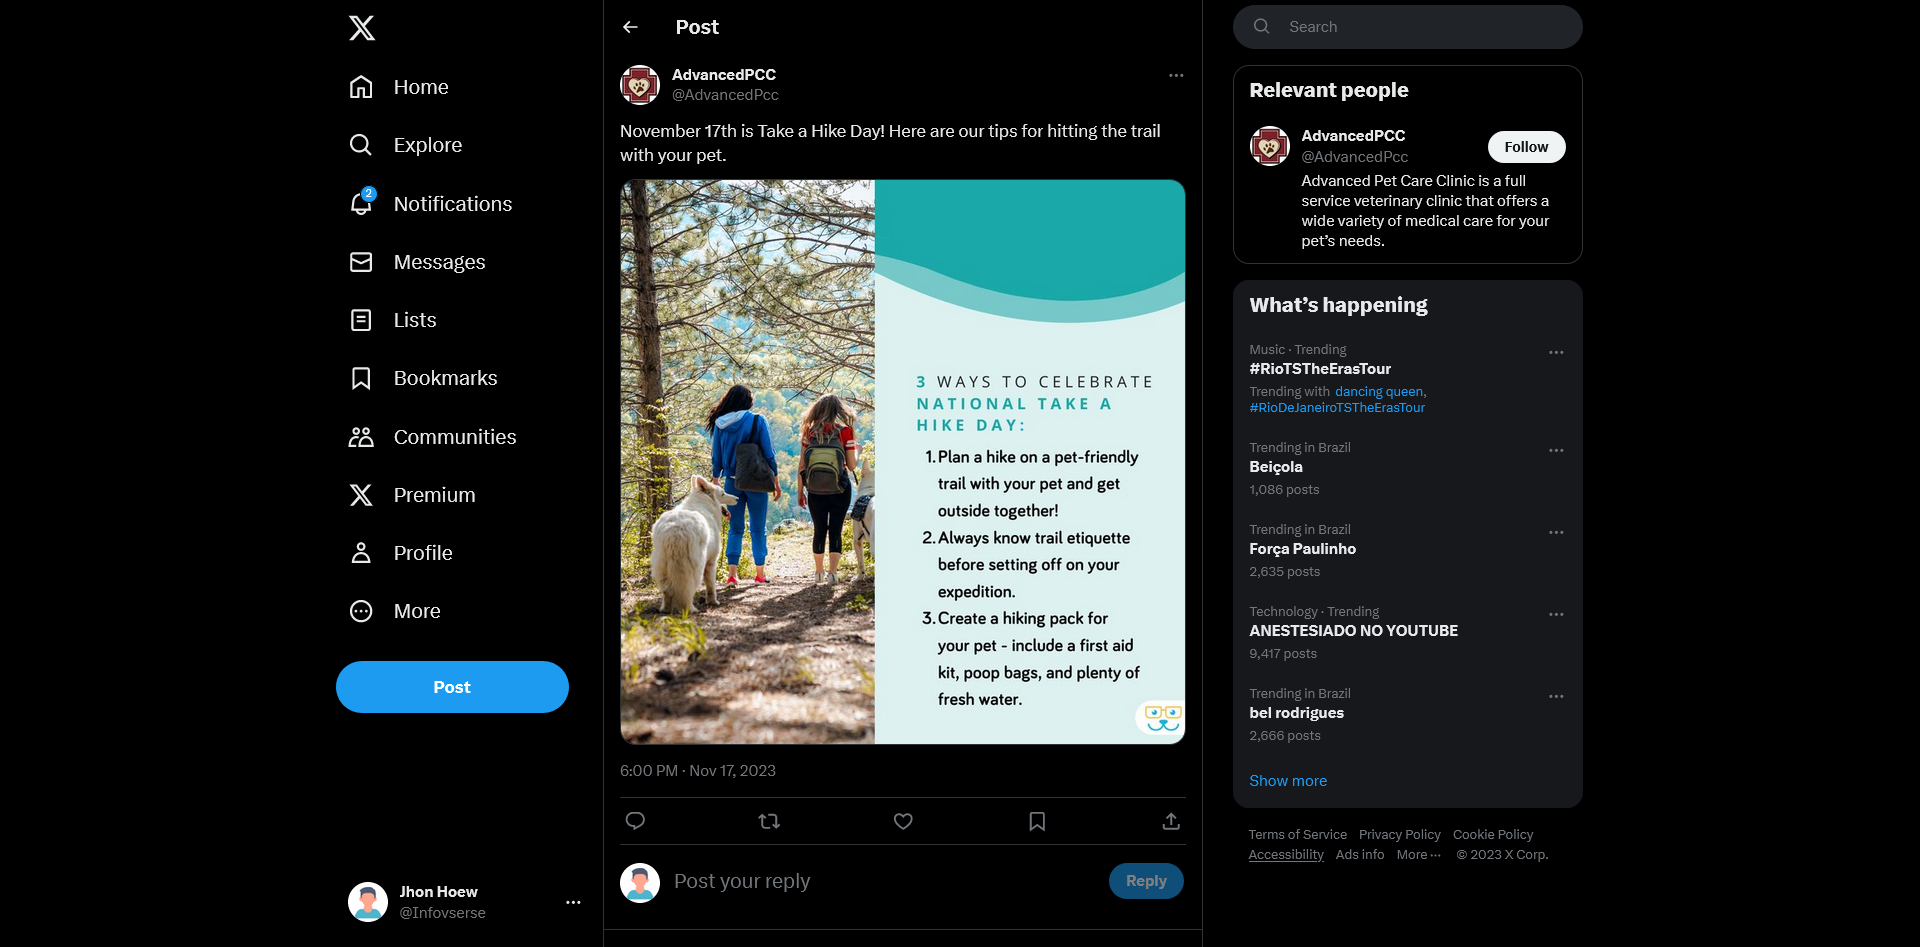 Home
Explore
2
Notifications
Messages
Lists
Bookmarks
Communities
Premium
Profile
More
Post
Jhon Hoew
@Infovserse
Post
AdvancedPCC
@AdvancedPcc
November 17th is Take a Hike Day! Here are our tips for hitting the trail
with your pet.
3 WAYS TO CELEBRATE
NATIONAL TAKE A
HIKE DAY:
1. Plan a hike on a pet-friendly
trail with your pet and get
outside together!
2. Always know trail etiquette
before setting off on your
expedition.
3. Create a hiking pack for
your pet - include a first aid
kit, poop bags, and plenty of
fresh water.
6:00 PM · Nov 17, 2023
Post your reply
Reply
Search
Relevant people
AdvancedPCC
@AdvancedPcc
Follow
Advanced Pet Care Clinic is a full
service veterinary clinic that offers a
wide variety of medical care for your
pet's needs.
What's happening
Music · Trending
#RioTSTheErasTour
Trending with dancing queen,
#RioDeJaneiroTSTheErasTour
Trending in Brazil
Beiçola
1,086 posts
Trending in Brazil
Força Paulinho
2,635 posts
Technology · Trending
ANESTESIADO NO YOUTUBE
9,417 posts
Trending in Brazil
bel rodrigues
2,666 posts
Show more
Terms of Service Privacy Policy Cookie Policy
Accessibility Ads info More ··· © 2023 X Corp.